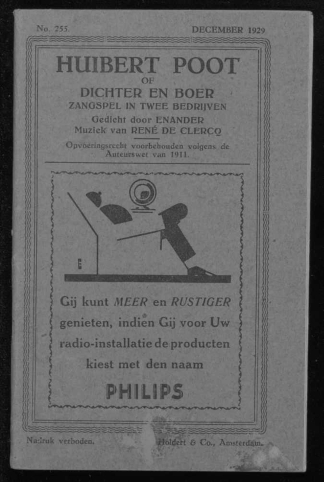 No. 255. DECEMBER 1929
HUIBERT POOT
OF
DICHTER EN BOER
ZANGSPEL IN TWEE BEDRIJVEN
Gedicht door ENANDER
Muziek van RENÉ DE CLERCQ
Opvoeringsrecht voorbehouden volgens de
Auteurswet van 1911.
Gij kunt MEER en RUSTIGER
genieten, indien Gij voor Uw
radio-installatie de producten
kiest met den naam
PHILIPS
Nadruk verboden. Holdert & Co., Amsterdam.